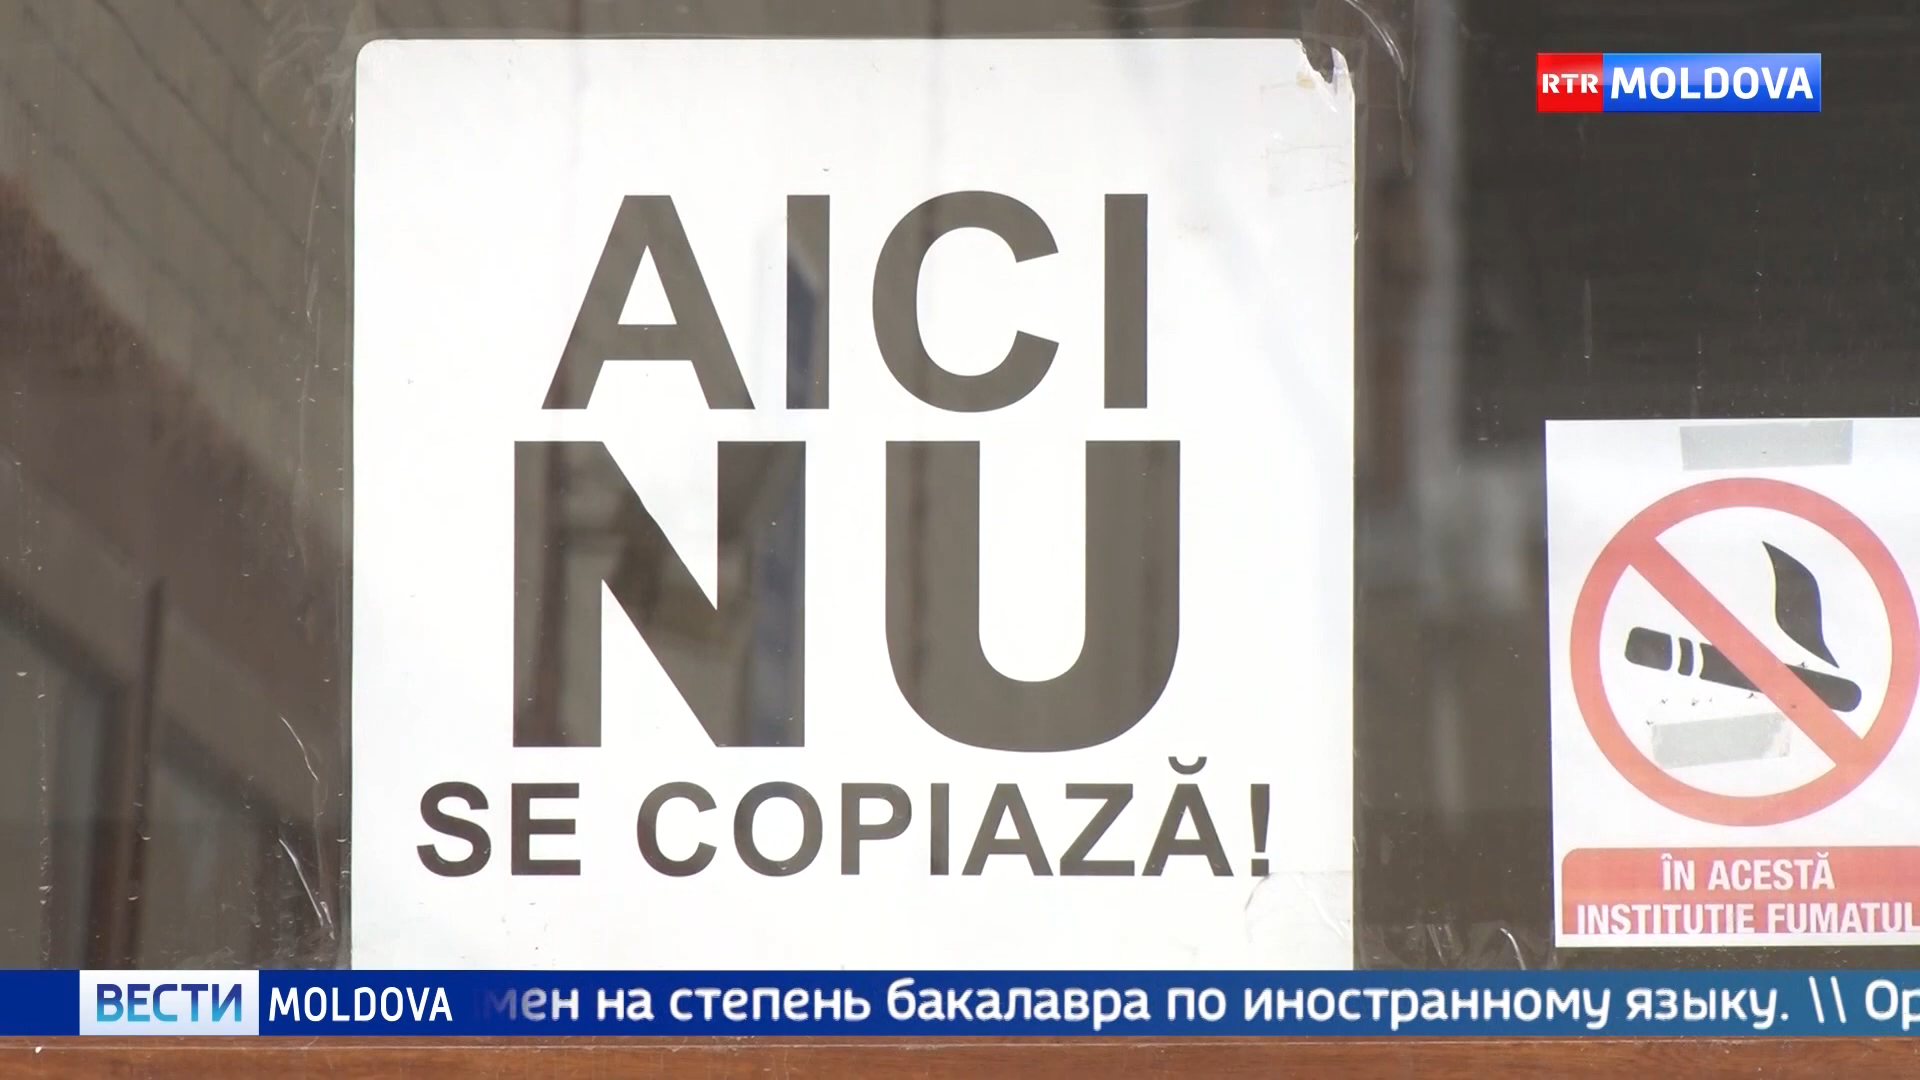 RTR MOLDOVA
AICI
NU
SE COPIAZĂ!
ÎN ACESTĂ
INSTITUTIE FUMATUL
ВЕСТИ MOLDOVA
на степень бакалавра по иностранному языку. \\